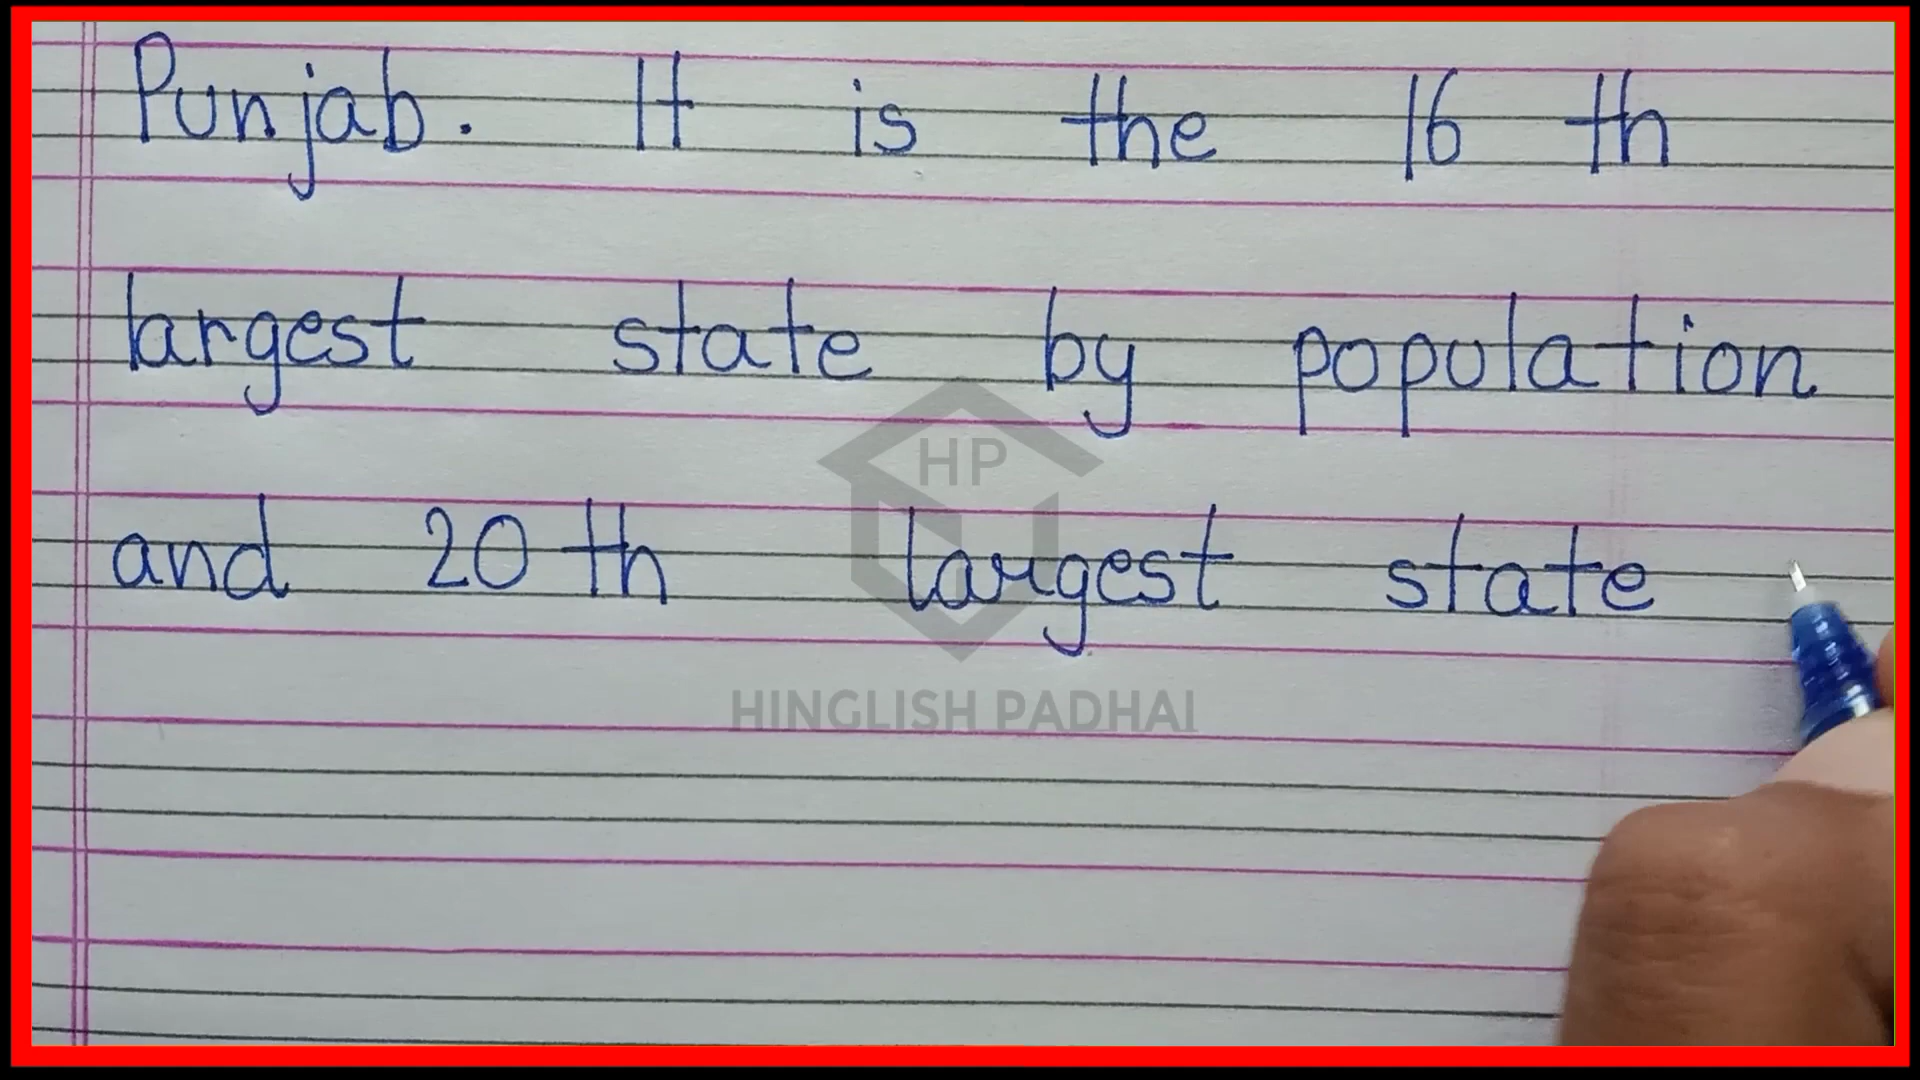 Punjab. It is the 16 th
largest state by population
and 20 th largest state
HP
HINGLISH PADHAI